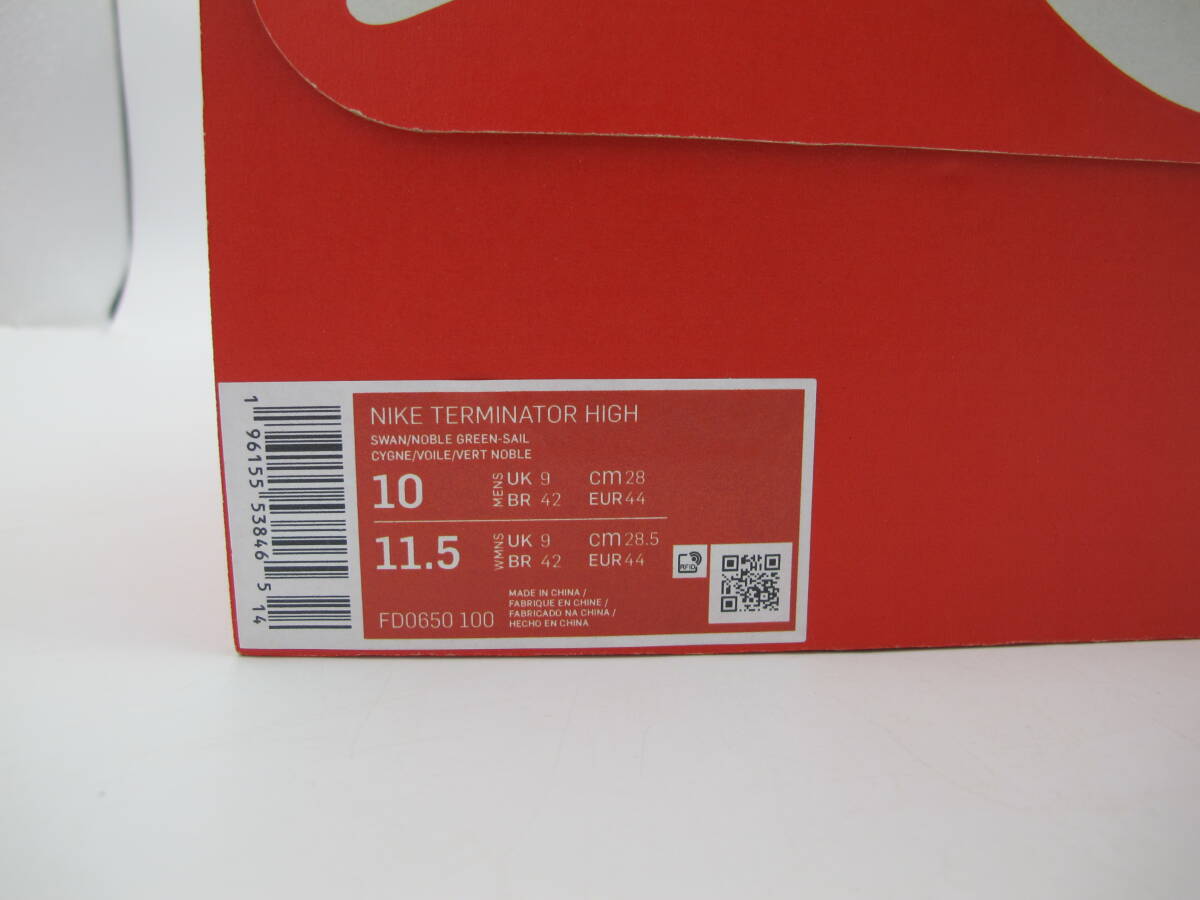 NIKE TERMINATOR HIGH
SWAN/NOBLE GREEN-SAIL
CYGNE/VOILE/VERT NOBLE
10 MENS UK 9 cm 28
BR 42 EUR 44
11.5 WMNS UK 9 cm 28.5
BR 42 EUR 44
FD0650 100
MADE IN CHINA /
FABRIQUE EN CHINE /
FABRICADO NA CHINA /
HECHO EN CHINA
RFID
1 96155 53846 5 14